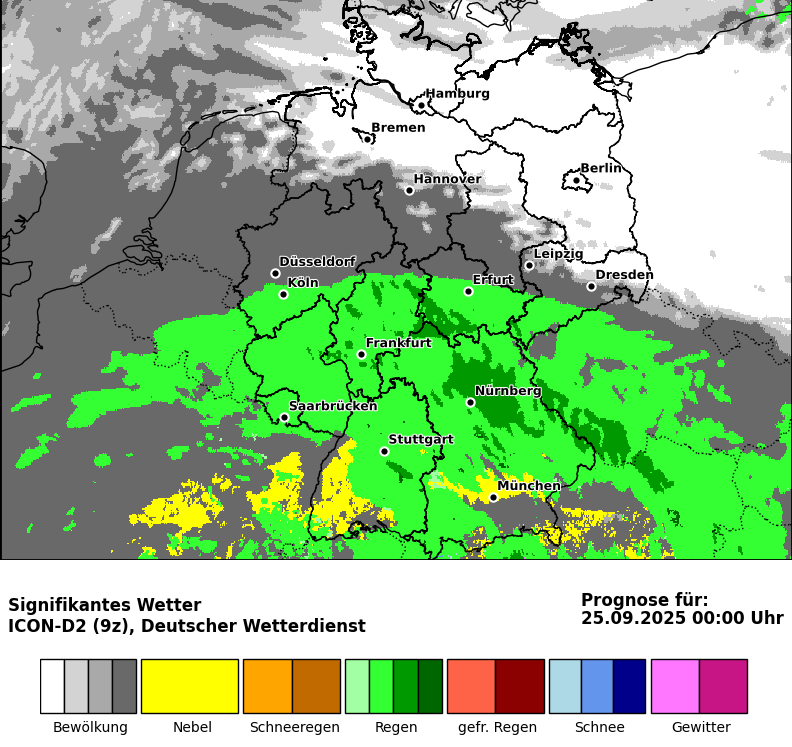 Hamburg
Bremen
Berlin
Hannover
Leipzig
Düsseldorf
Dresden
Köln
Erfurt
Frankfurt
Nürnberg
Saarbrücken
Stuttgart
München
Signifikantes Wetter
ICON-D2 (9z), Deutscher Wetterdienst
Prognose für:
25.09.2025 00:00 Uhr
Bewölkung
Nebel
Schneeregen
Regen
gefr. Regen
Schnee
Gewitter